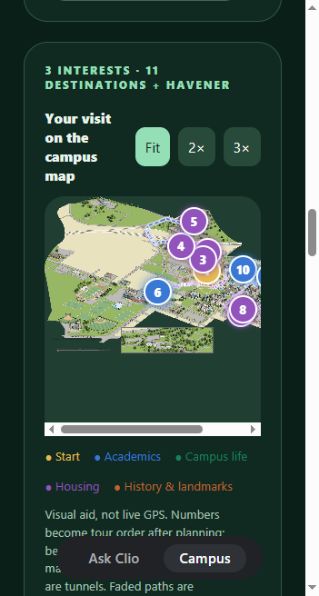 3 INTERESTS · 11
DESTINATIONS + HAVENER
Your visit
on the
campus
map
Fit
2×
3×
5
4
3
10
6
8
● Start ● Academics ● Campus life
● Housing ● History & landmarks
Visual aid, not live GPS. Numbers
become tour order after planning;
Ask Clio
Campus
are tunnels. Faded paths are